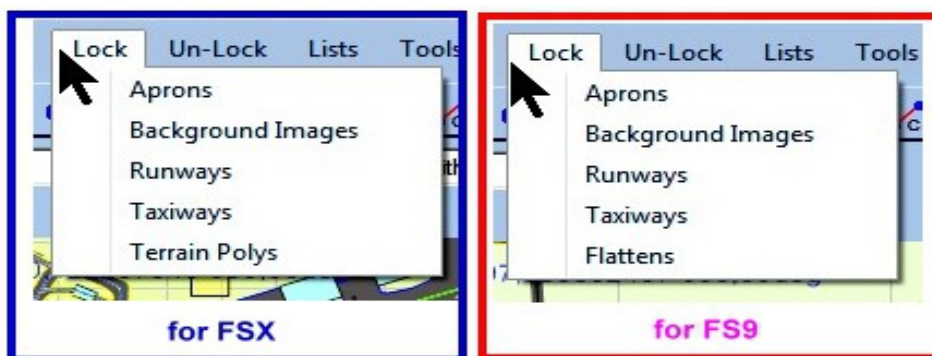 Lock Un-Lock Lists Tools
Aprons
Background Images
Runways
Taxiways
Terrain Polys
for FSX
Lock Un-Lock Lists Tools
Aprons
Background Images
Runways
Taxiways
Flattens
for FS9